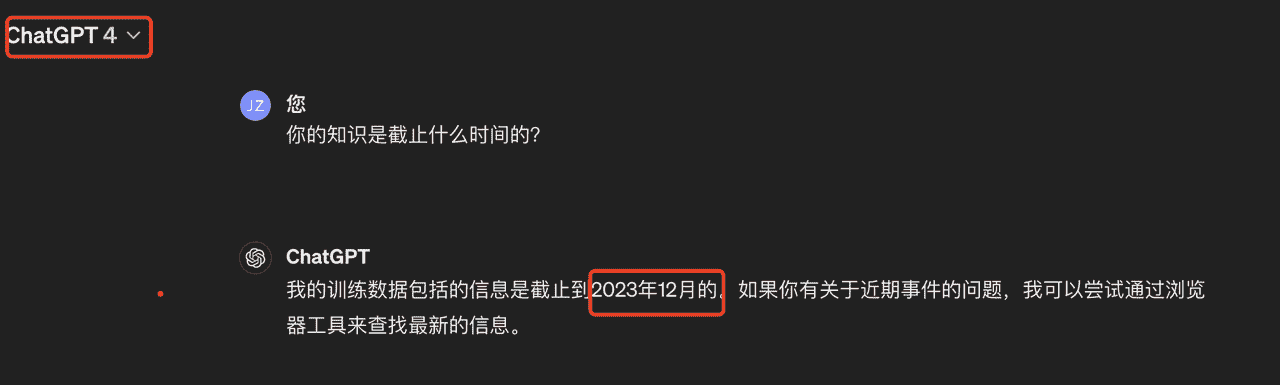 ChatGPT 4
JZ
您
你的知识是截止什么时间的?
ChatGPT
我的训练数据包括的信息是截止到2023年12月的。如果你有关于近期事件的问题，我可以尝试通过浏览
器工具来查找最新的信息。